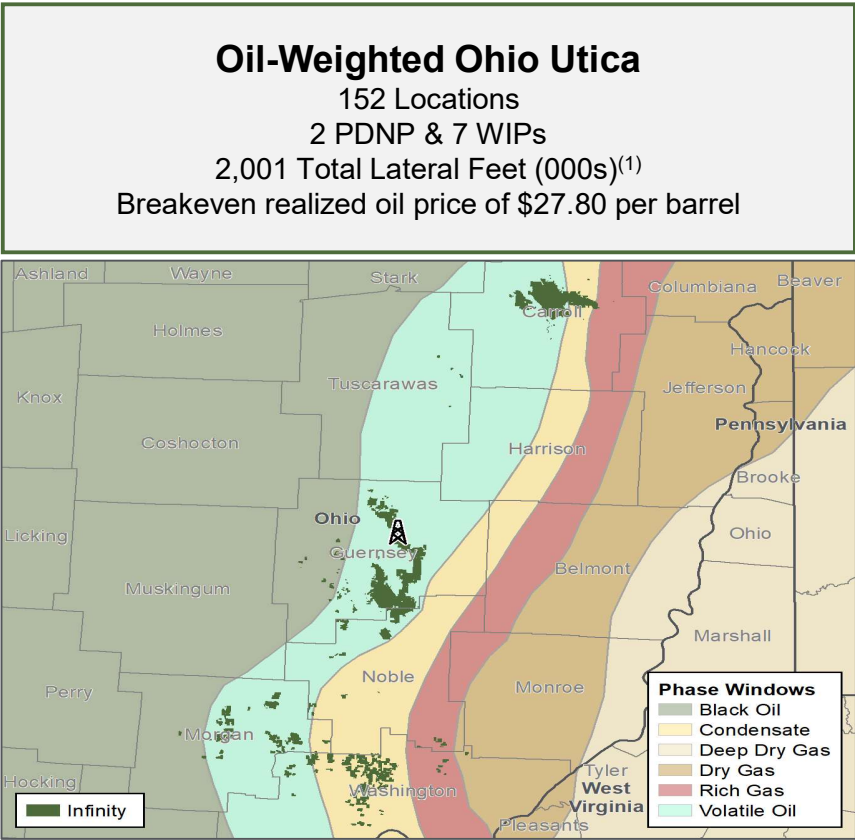 Oil-Weighted Ohio Utica
152 Locations
2 PDNP & 7 WIPs
2,001 Total Lateral Feet (000s)(1)
Breakeven realized oil price of $27.80 per barrel
Ashland
Wayne
Stark
Columbiana
Beaver
Carroll
Holmes
Hancock
Tuscarawas
Jefferson
Knox
Pennsylvania
Coshocton
Harrison
Brooke
Ohio
Licking
Ohio
Guernsey
Belmont
Muskingum
Marshall
Noble
Monroe
Perry
Morgan
Phase Windows
Black Oil
Condensate
Deep Dry Gas
Dry Gas
Rich Gas
Volatile Oil
Hocking
Washington
Tyler
West
Virginia
Pleasants
Infinity